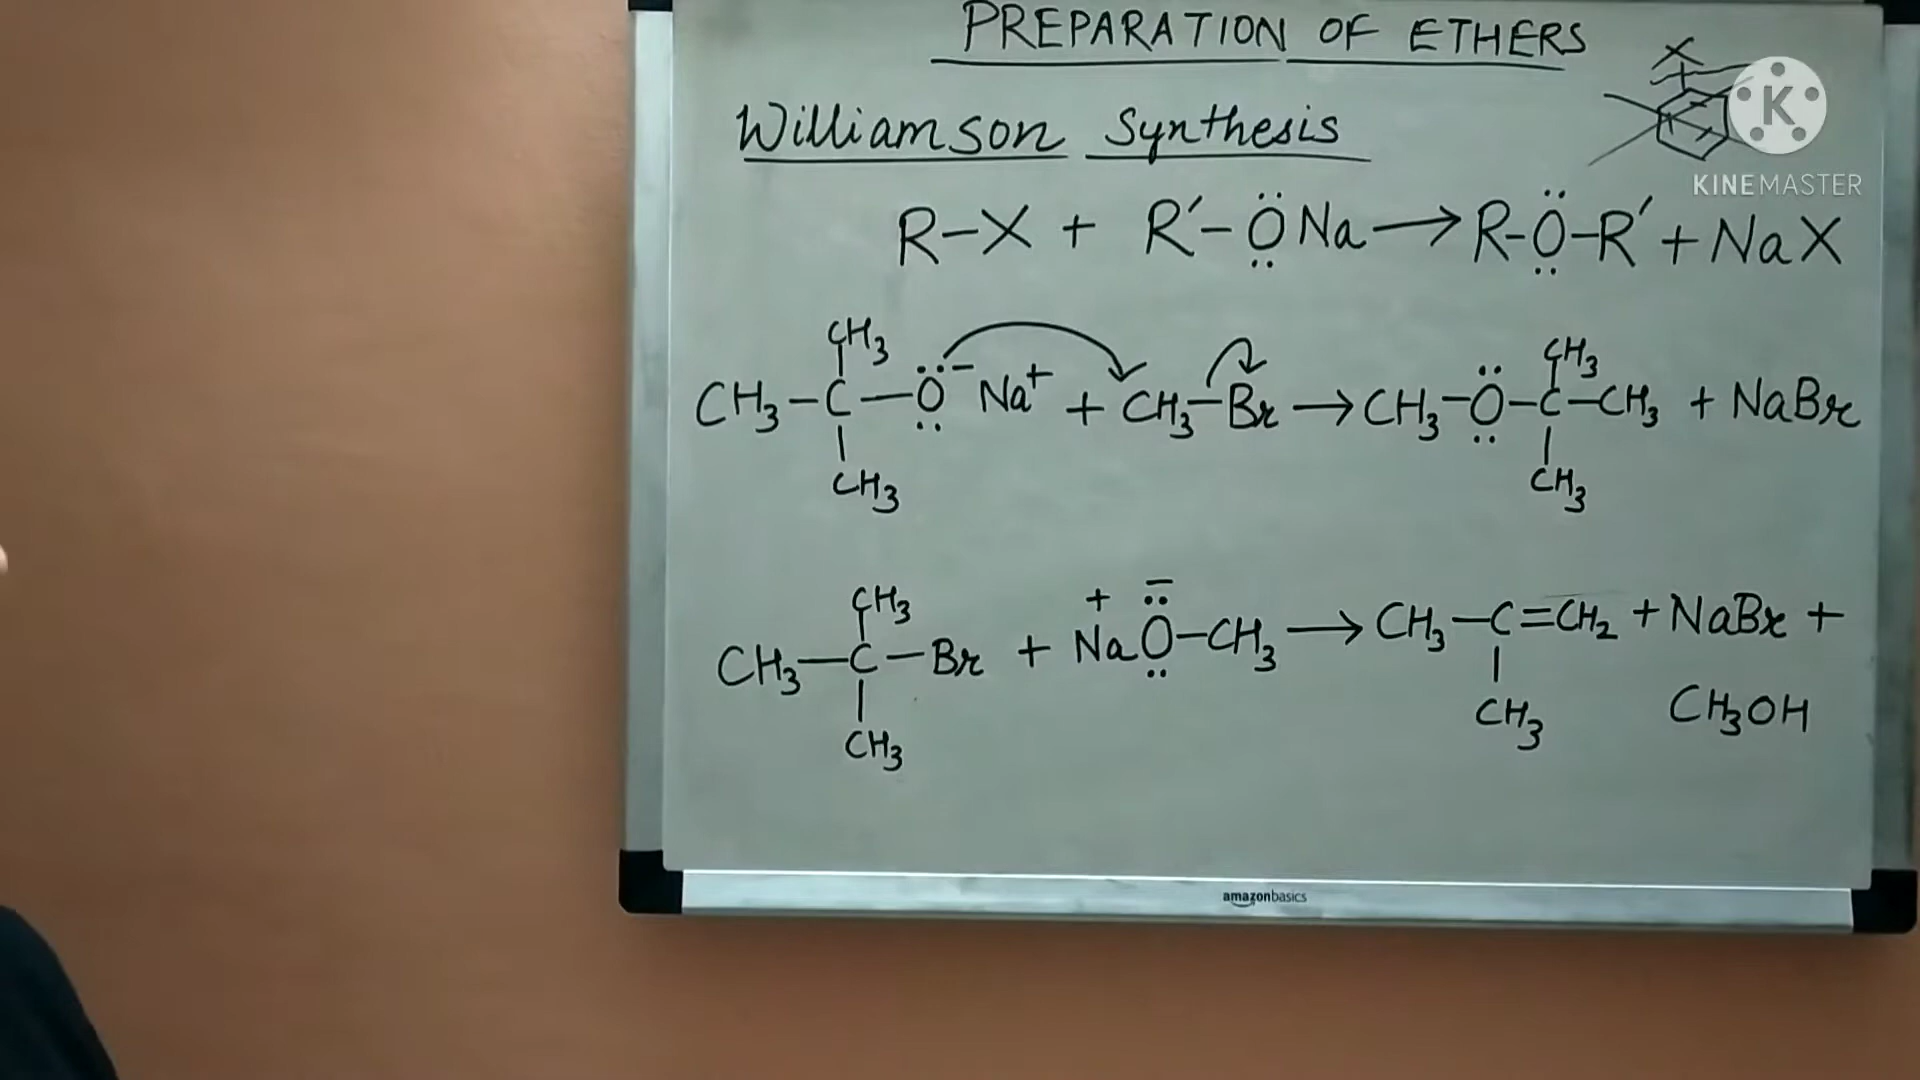 PREPARATION OF ETHERS
Williamson Synthesis
X
K
KINEMASTER
R-X + R′-ÖNa → R-Ö-R′ + NaX
CH3
CH3
CH3-C-O⁻ Na⁺ + CH3-Br → CH3-O-C-CH3 + NaBr
CH3
CH3
CH3
CH3-C-Br + Na⁺O⁻-CH3 → CH3-C=CH2 + NaBr +
CH3
CH3
CH3OH
amazonbasics